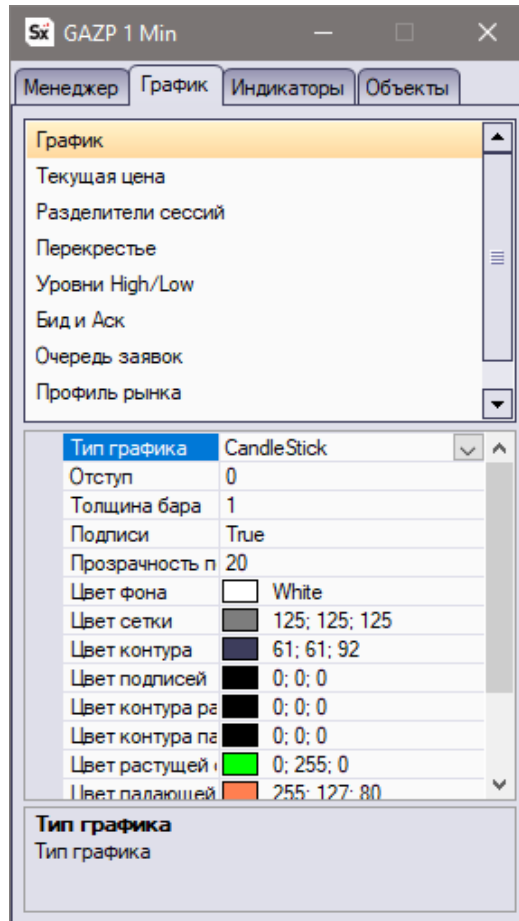 Sx GAZP 1 Min
Менеджер График Индикаторы Объекты
График
Текущая цена
Разделители сессий
Перекрестье
Уровни High/Low
Бид и Аск
Очередь заявок
Профиль рынка
Тип графика CandleStick
Отступ 0
Толщина бара 1
Подписи True
Прозрачность п 20
Цвет фона White
Цвет сетки 125; 125; 125
Цвет контура 61; 61; 92
Цвет подписей 0; 0; 0
Цвет контура ра 0; 0; 0
Цвет контура па 0; 0; 0
Цвет растущей 0; 255; 0
Цвет падающей 255; 127; 80
Тип графика
Тип графика